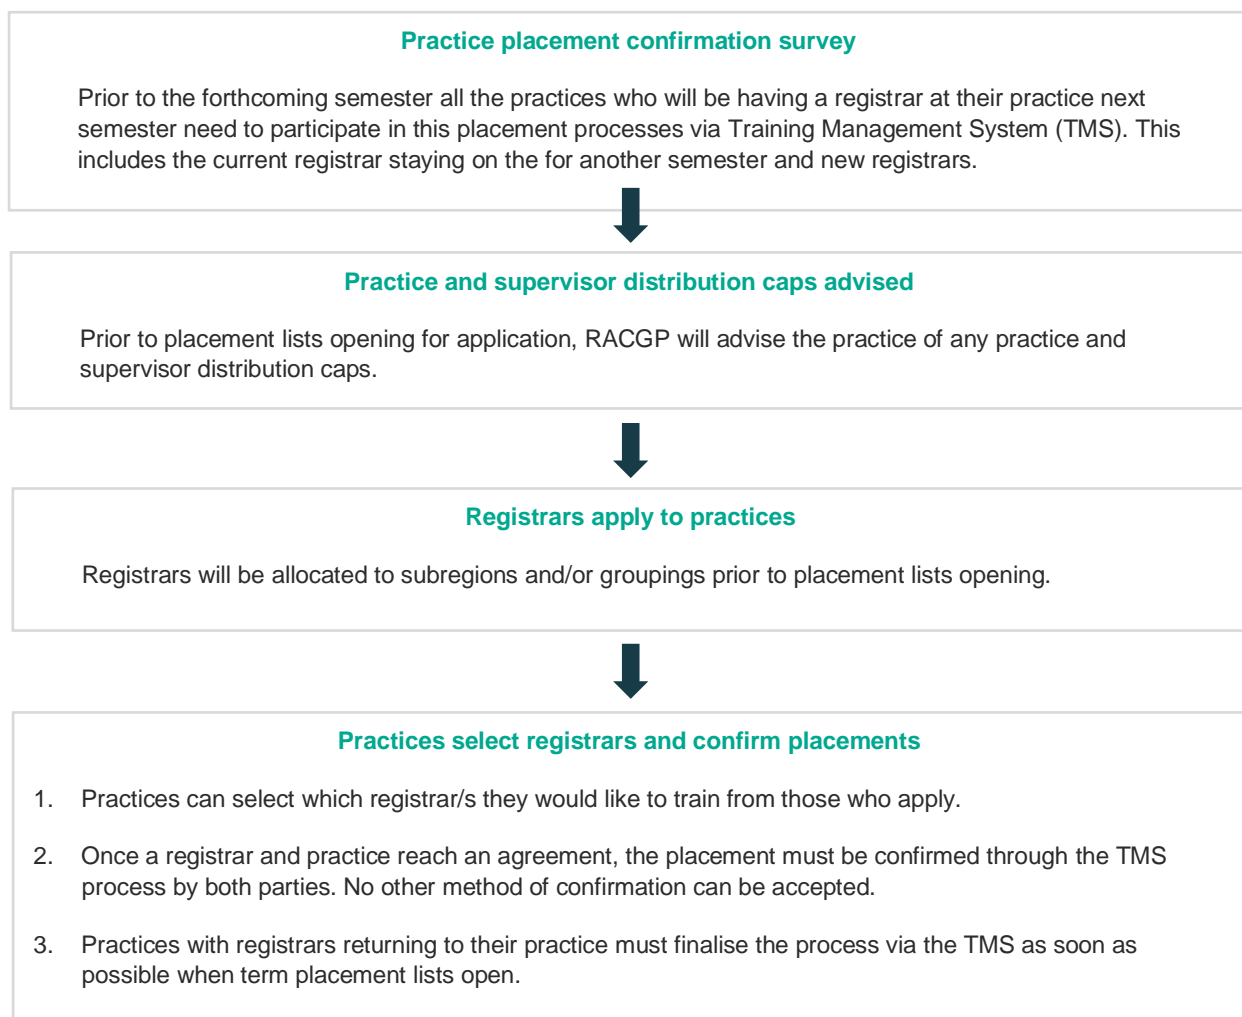 Practice placement confirmation survey
Prior to the forthcoming semester all the practices who will be having a registrar at their practice next
semester need to participate in this placement processes via Training Management System (TMS). This
includes the current registrar staying on the for another semester and new registrars.
Practice and supervisor distribution caps advised
Prior to placement lists opening for application, RACGP will advise the practice of any practice and
supervisor distribution caps.
Registrars apply to practices
Registrars will be allocated to subregions and/or groupings prior to placement lists opening.
Practices select registrars and confirm placements
1. Practices can select which registrar/s they would like to train from those who apply.
2. Once a registrar and practice reach an agreement, the placement must be confirmed through the TMS
process by both parties. No other method of confirmation can be accepted.
3. Practices with registrars returning to their practice must finalise the process via the TMS as soon as
possible when term placement lists open.